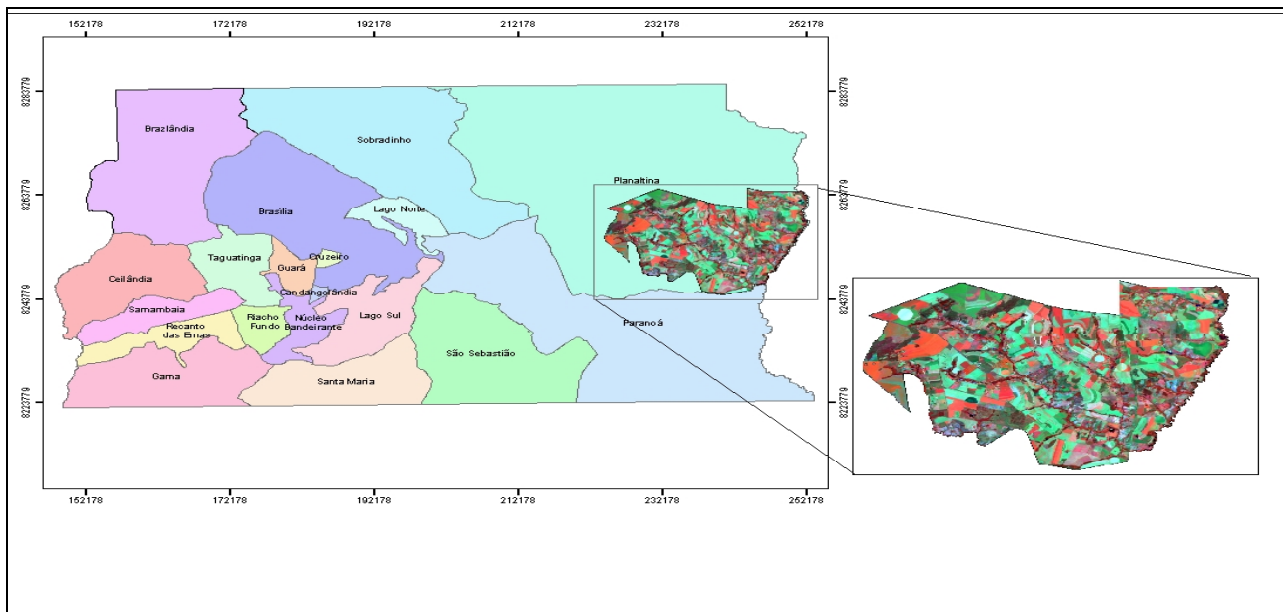 152178 172178 192178 212178 232178 252178
8283779 8283779
Brazlândia
Sobradinho
Planaltina
8263779 8263779
Brasília
Lago Norte
Taguatinga
Cruzeiro
Guará
Ceilândia
Candangolândia
8243779 8243779
Samambaia
Riacho
Fundo
Núcleo
Bandeirante
Lago Sul
Paranoá
Recanto
das Emas
São Sebastião
Gama
Santa Maria
8223779 8223779
152178 172178 192178 212178 232178 252178